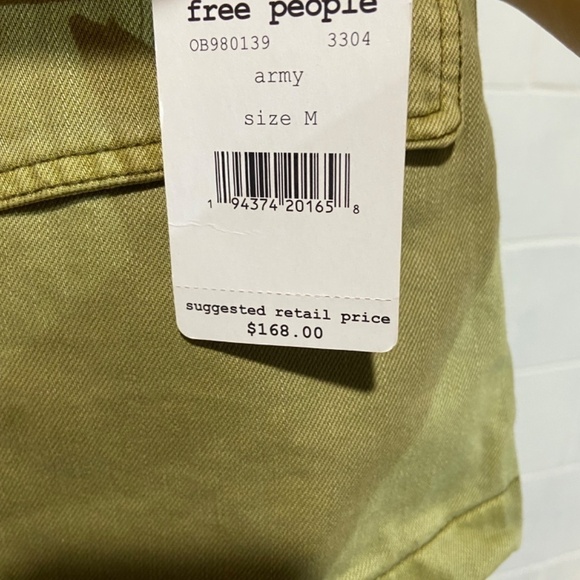 free people
OB980139 3304
army
size M
1 94374 20165 8
suggested retail price
$168.00